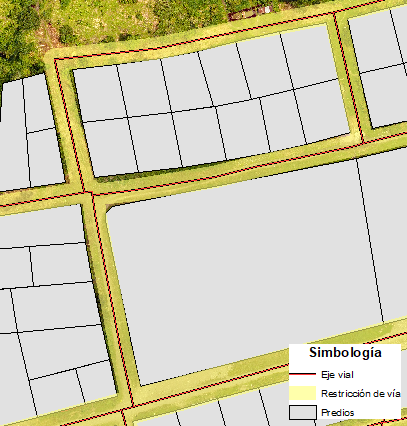 Simbología
Eje vial
Restricción de vía
Predios